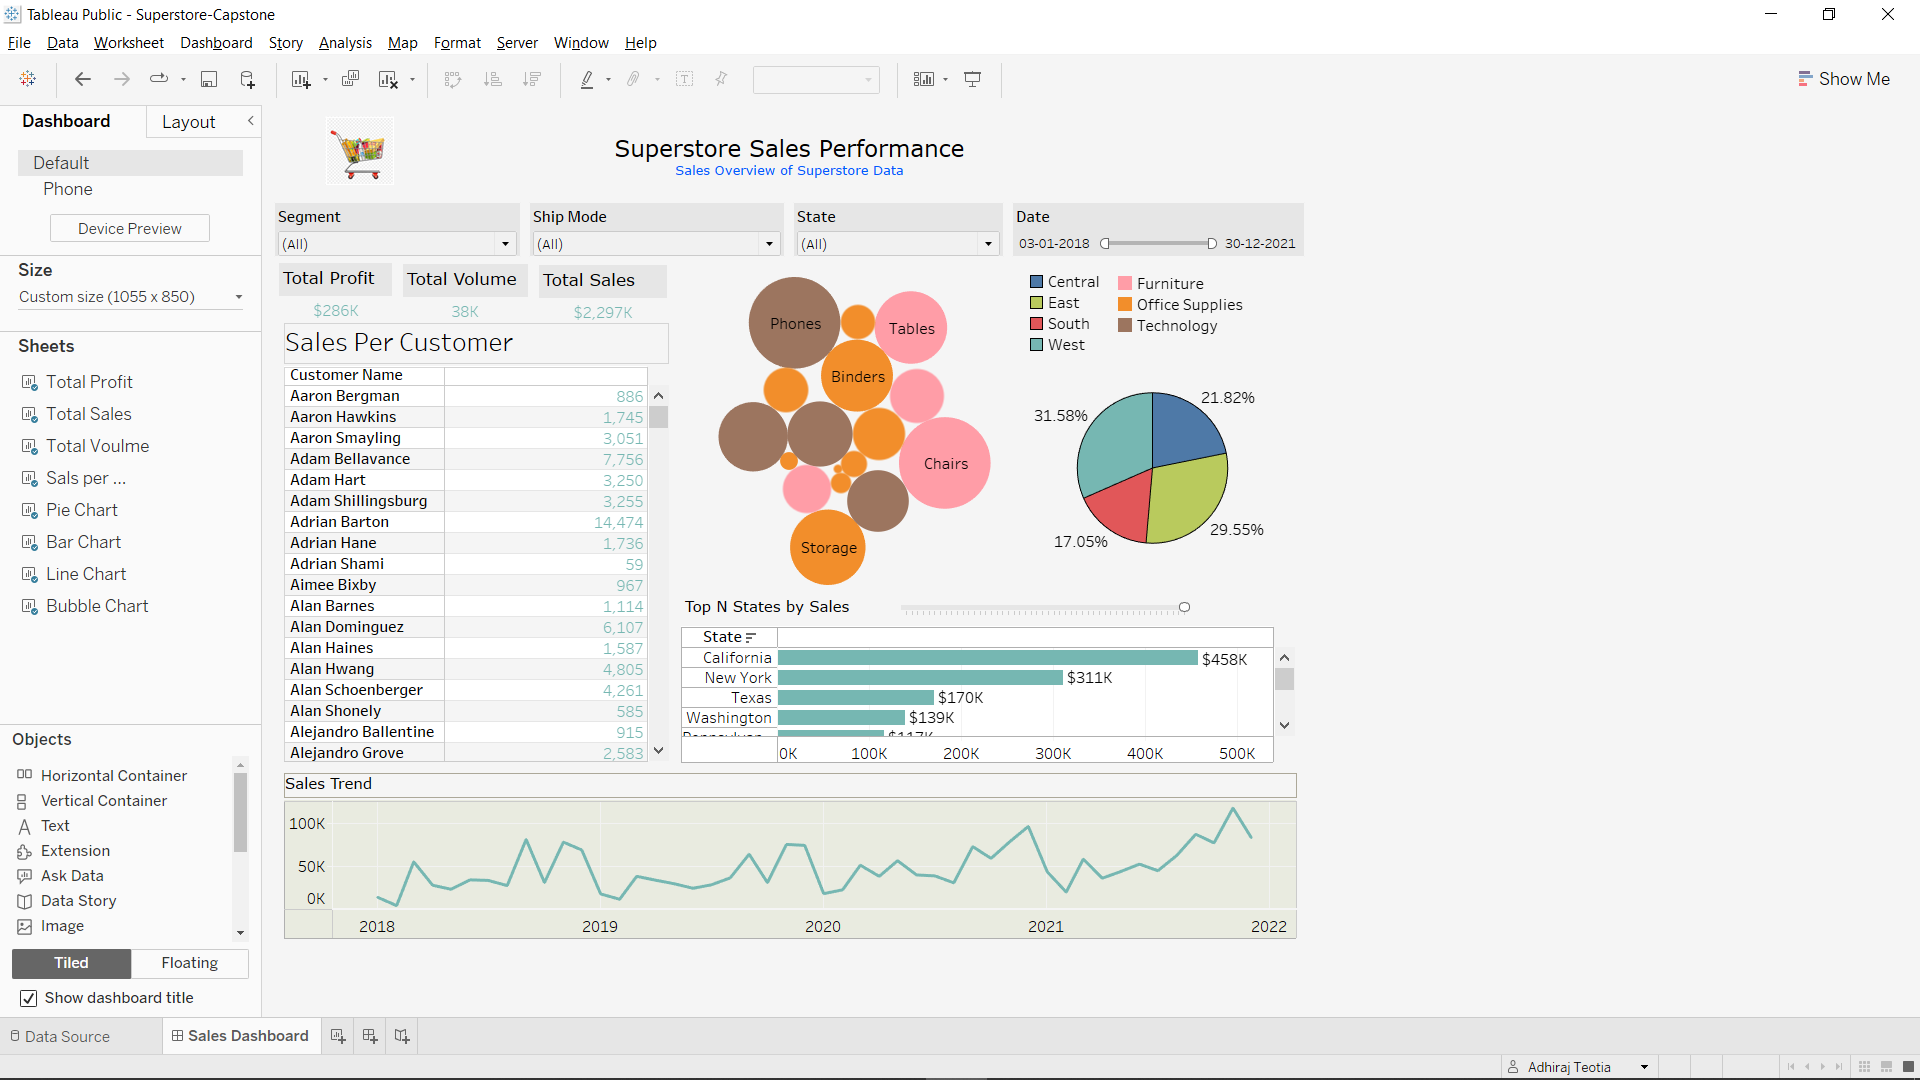 Tableau Public - Superstore-Capstone
File Data Worksheet Dashboard Story Analysis Map Format Server Window Help
Show Me
Dashboard Layout
Default
Phone
Device Preview
Size
Custom size (1055 x 850)
Sheets
Total Profit
Total Sales
Total Voulme
Sals per ...
Pie Chart
Bar Chart
Line Chart
Bubble Chart
Objects
Horizontal Container
Vertical Container
Text
Extension
Ask Data
Data Story
Image
Tiled Floating
Show dashboard title
Superstore Sales Performance
Sales Overview of Superstore Data
Segment
(All)
Ship Mode
(All)
State
(All)
Date
03-01-2018 30-12-2021
Total Profit
$286K
Total Volume
38K
Total Sales
$2,297K
Sales Per Customer
Customer Name
Aaron Bergman 886
Aaron Hawkins 1,745
Aaron Smayling 3,051
Adam Bellavance 7,756
Adam Hart 3,250
Adam Shillingsburg 3,255
Adrian Barton 14,474
Adrian Hane 1,736
Adrian Shami 59
Aimee Bixby 967
Alan Barnes 1,114
Alan Dominguez 6,107
Alan Haines 1,587
Alan Hwang 4,805
Alan Schoenberger 4,261
Alan Shonely 585
Alejandro Ballentine 915
Alejandro Grove 2,583
Phones
Tables
Binders
Chairs
Storage
Central
East
South
West
Furniture
Office Supplies
Technology
21.82%
31.58%
29.55%
17.05%
Top N States by Sales
State
California $458K
New York $311K
Texas $170K
Washington $139K
$117K
0K 100K 200K 300K 400K 500K
Sales Trend
100K
50K
0K
2018 2019 2020 2021 2022
Data Source Sales Dashboard
Adhiraj Teotia